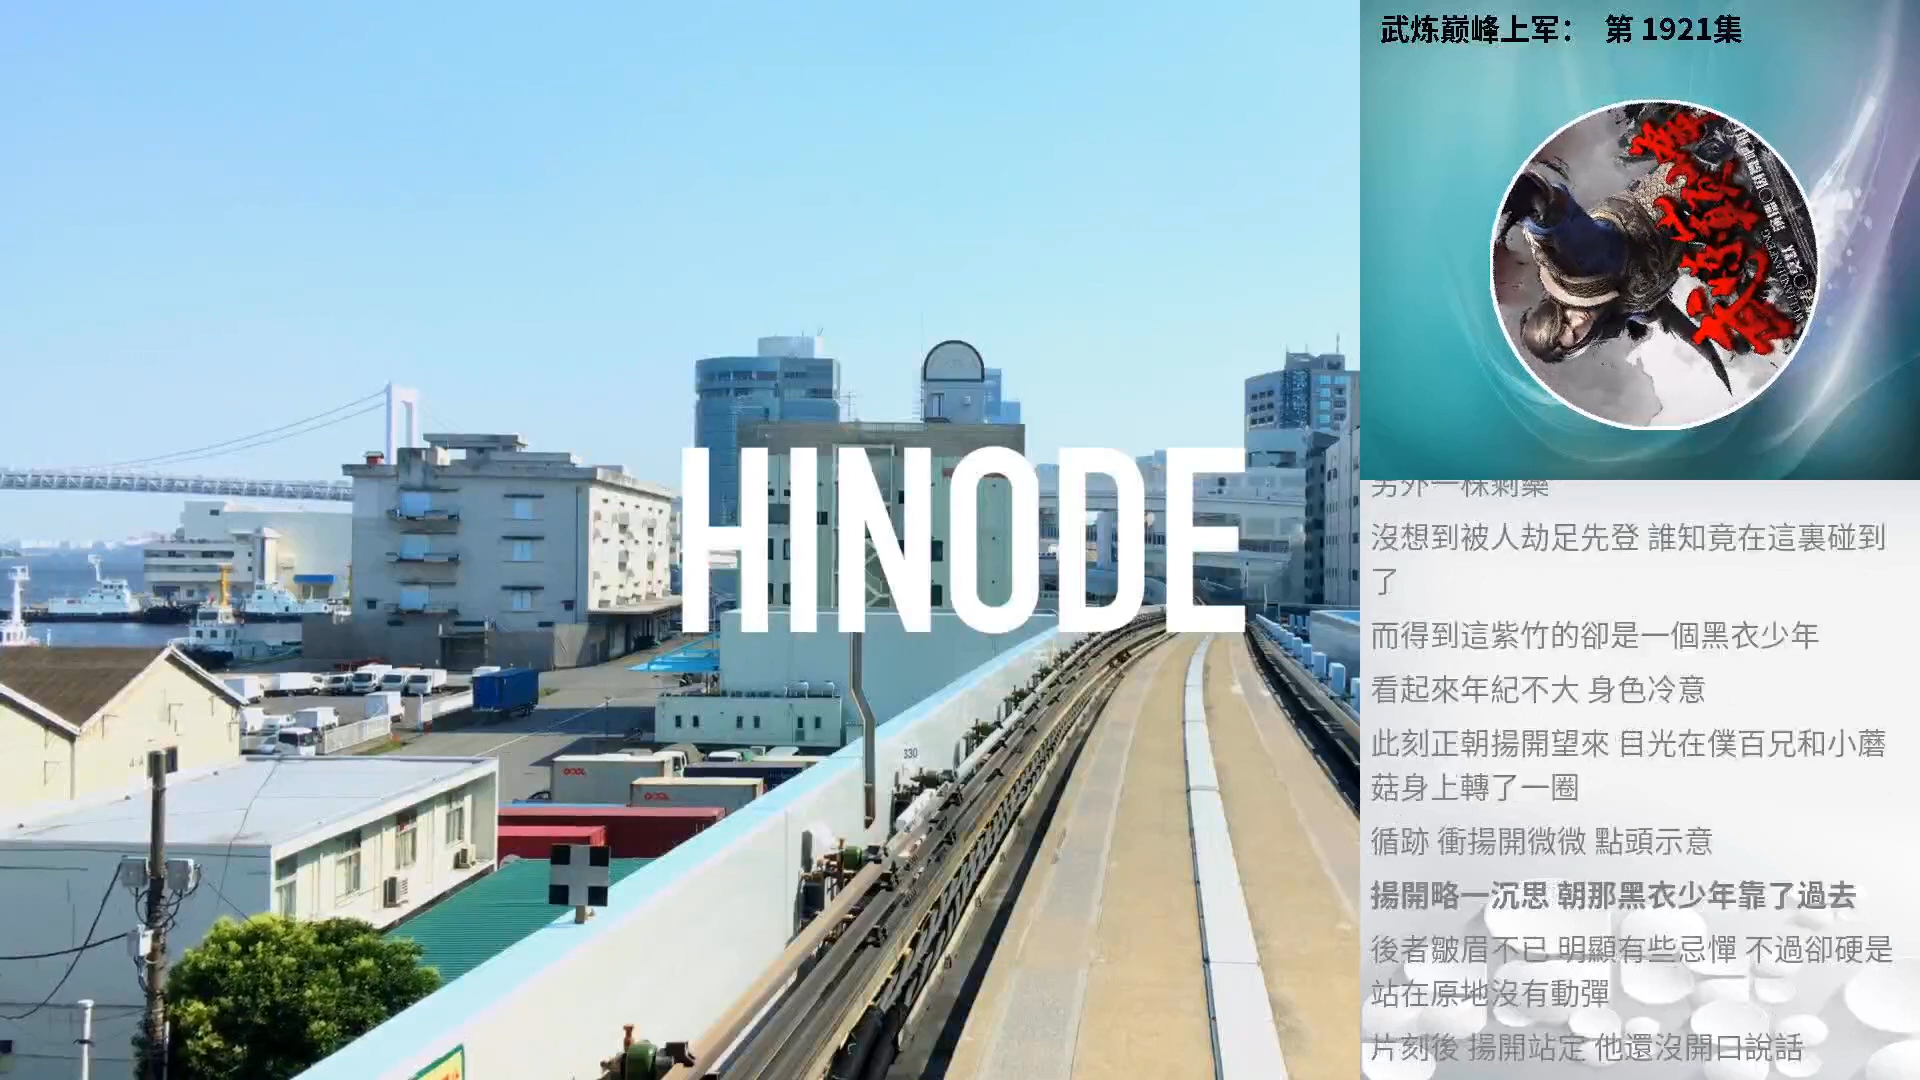 武炼巅峰上军： 第 1921集
HINODE
330
另外一株剩藥
沒想到被人劫足先登 誰知竟在這裏碰到
了
而得到這紫竹的卻是一個黑衣少年
看起來年紀不大 身色冷意
此刻正朝揚開望來 目光在僕百兄和小蘑
菇身上轉了一圈
循跡 衝揚開微微 點頭示意
揚開略一沉思 朝那黑衣少年靠了過去
後者皺眉不已 明顯有些忌憚 不過卻硬是
站在原地沒有動彈
片刻後 揚開站定 他還沒開口說話